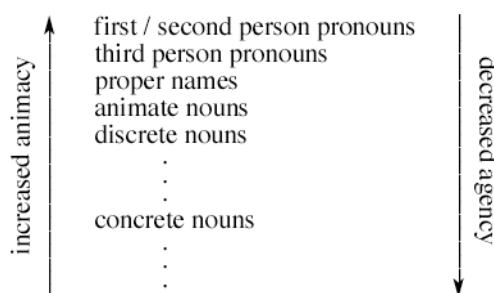 increased animacy
first / second person pronouns
third person pronouns
proper names
animate nouns
discrete nouns
.
.
.
concrete nouns
.
.
.
decreased agency